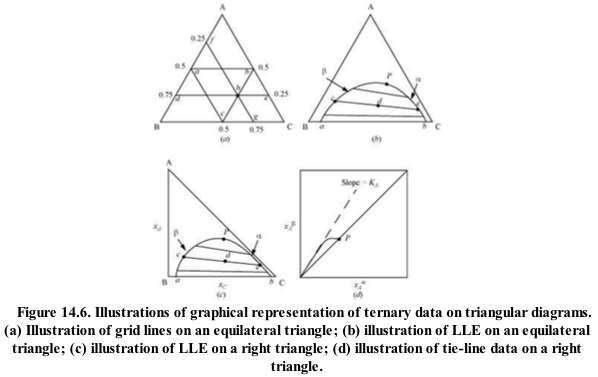 A
0.25 f
0.5 a b 0.5
0.75 d h e 0.25
B c g C
0.5 0.75
(a)
A
β P α
c d e
B a b C
(b)
A
x_A
β P α
c d e
B a b C
x_C
(c)
Slope = K_A
x_A^β
P
x_A^α
(d)
Figure 14.6. Illustrations of graphical representation of ternary data on triangular diagrams.
(a) Illustration of grid lines on an equilateral triangle; (b) illustration of LLE on an equilateral
triangle; (c) illustration of LLE on a right triangle; (d) illustration of tie-line data on a right
triangle.